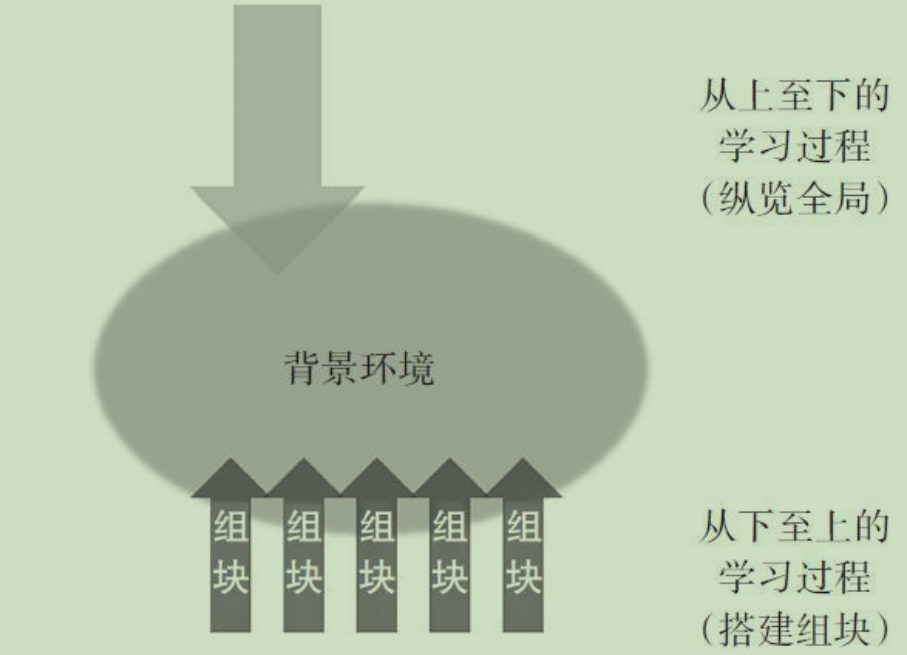 从上至下的
学习过程
（纵览全局）
背景环境
组块
组块
组块
组块
组块
从下至上的
学习过程
（搭建组块）